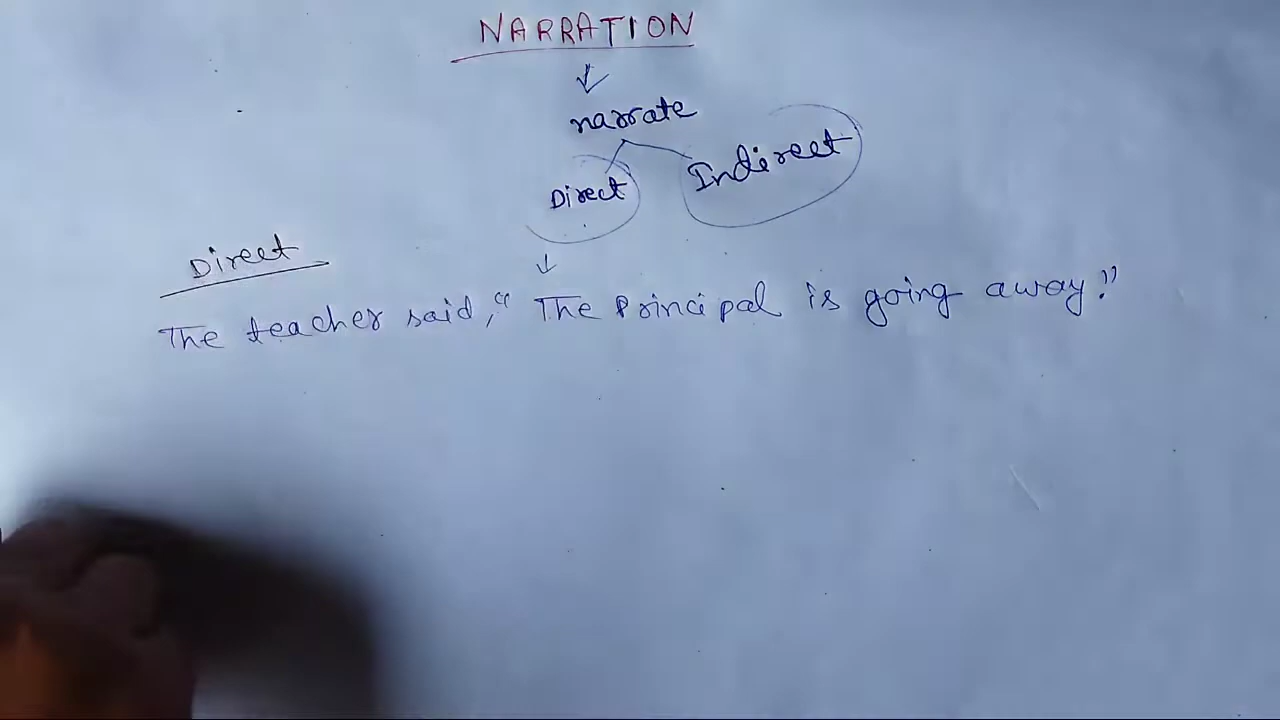 NARRATION
narrate
Direct Indirect
Direct
The teacher said, "The Principal is going away."